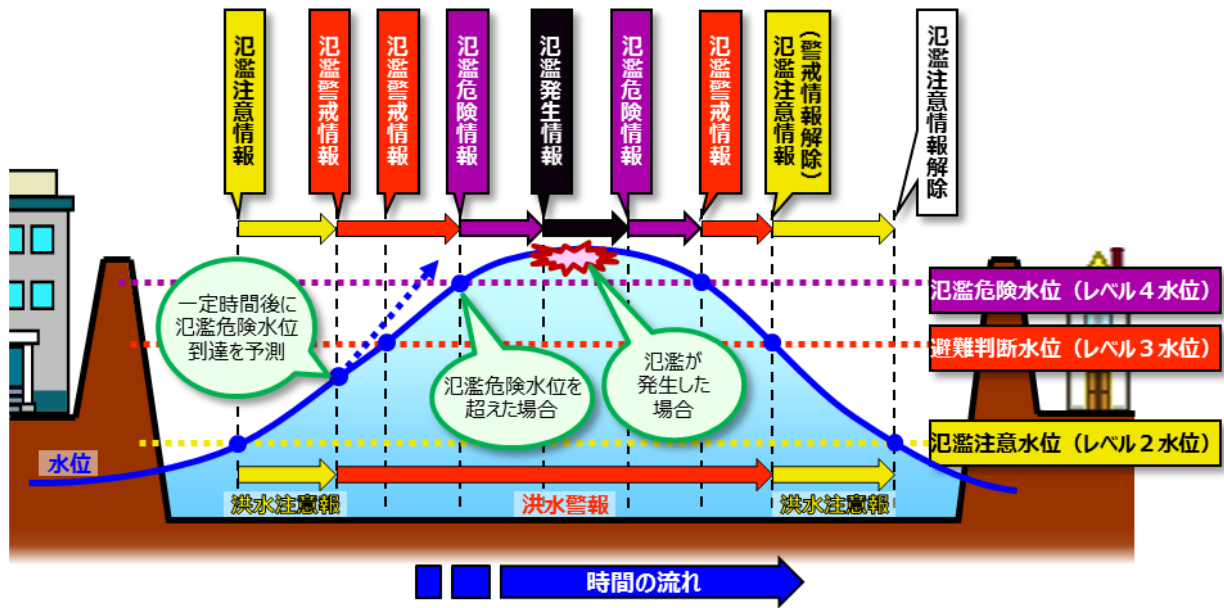 氾濫注意情報
氾濫警戒情報
氾濫警戒情報
氾濫危険情報
氾濫発生情報
氾濫危険情報
氾濫警戒情報
(警戒情報解除)
氾濫注意情報
氾濫注意情報解除
一定時間後に
氾濫危険水位
到達を予測
氾濫危険水位を
超えた場合
氾濫が
発生した
場合
氾濫危険水位(レベル4水位)
避難判断水位(レベル3水位)
氾濫注意水位(レベル2水位)
水位
洪水注意報
洪水警報
洪水注意報
時間の流れ